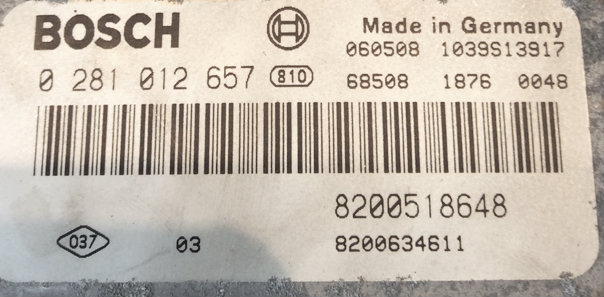 BOSCH Made in Germany
060508 1039S13917
0 281 012 657 810 68508 1876 0048
8200518648
037 03 8200634611